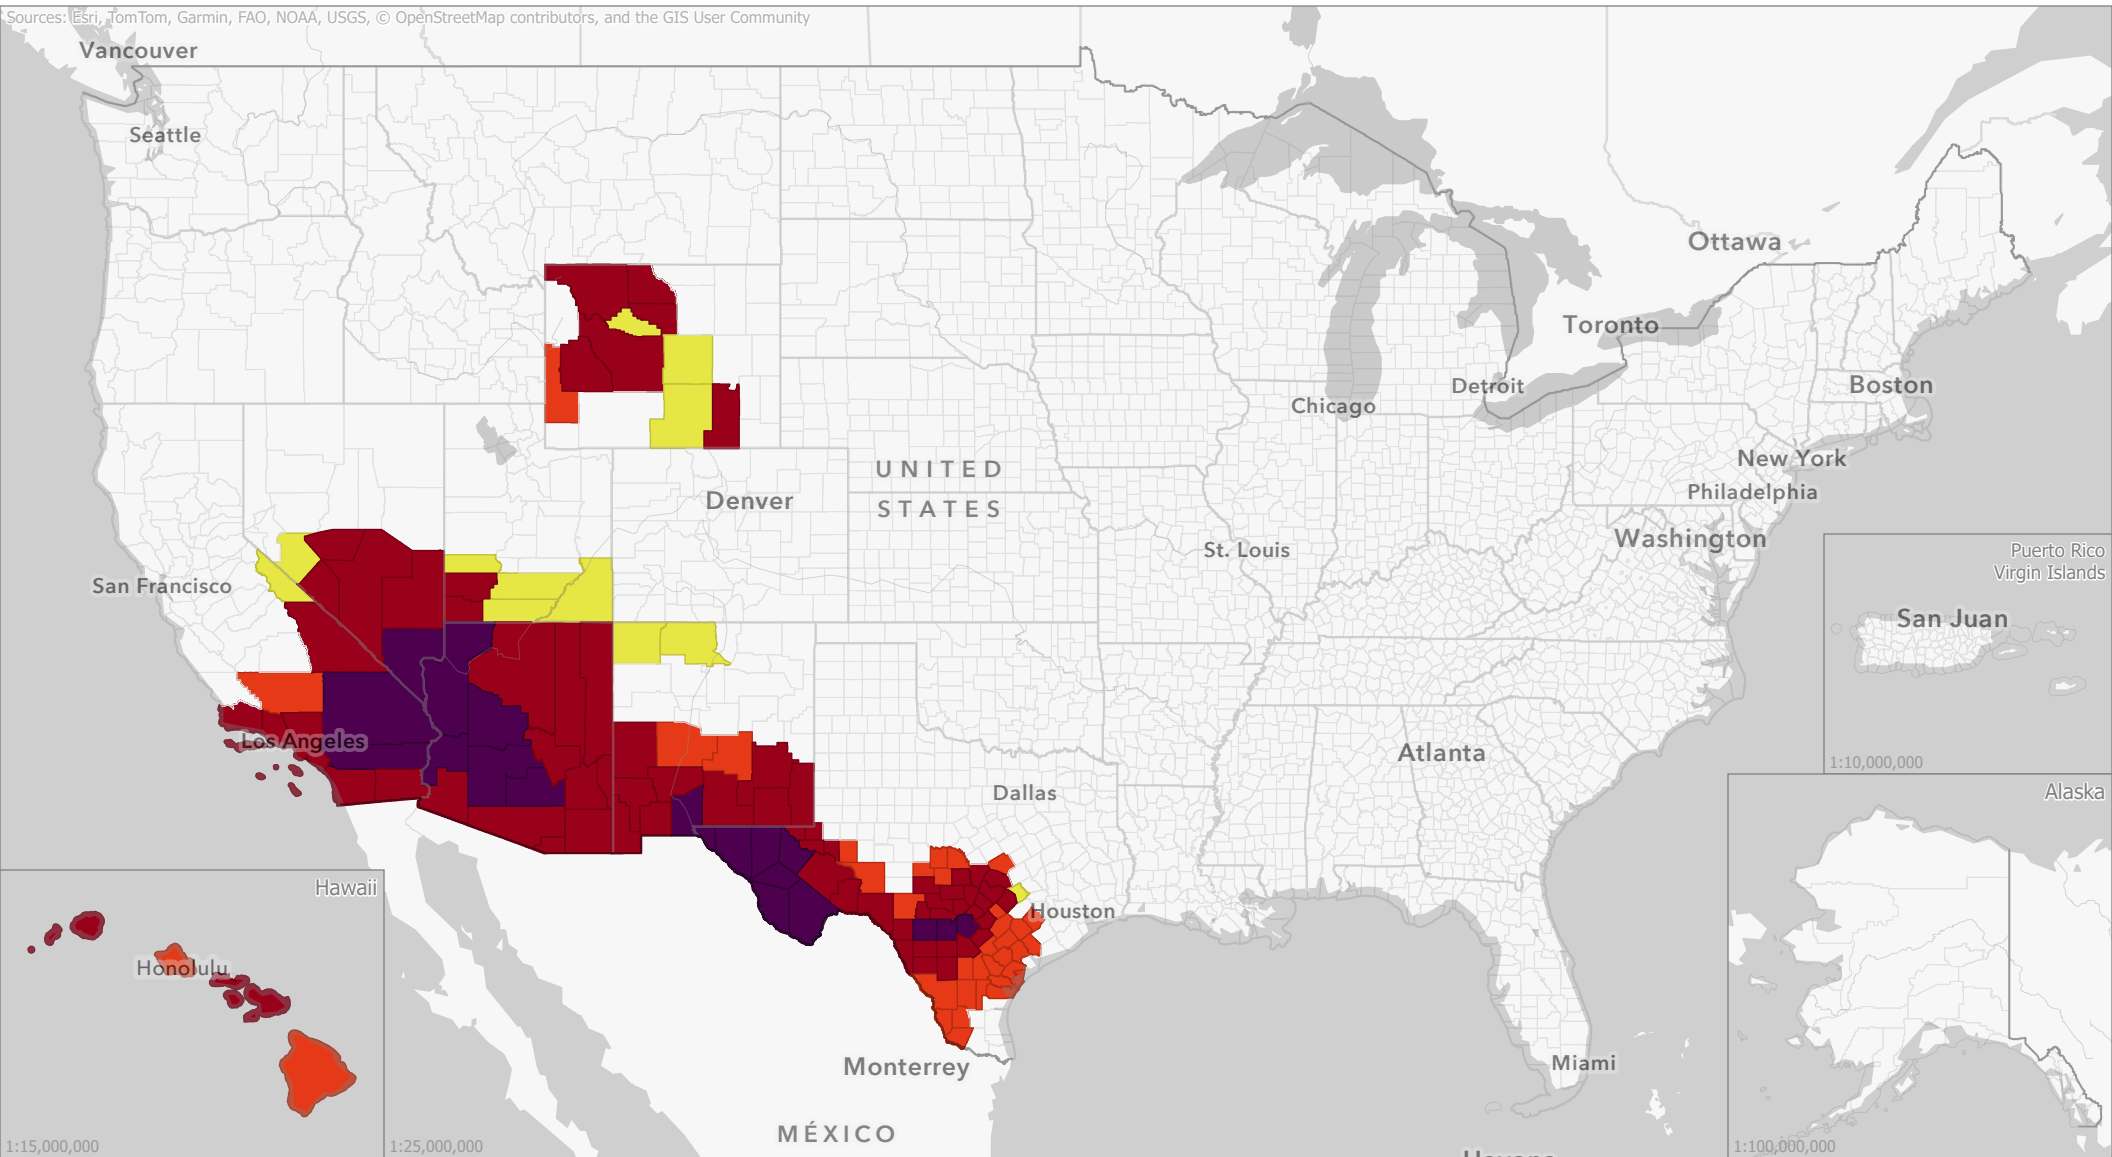 Sources: Esri, TomTom, Garmin, FAO, NOAA, USGS, © OpenStreetMap contributors, and the GIS User Community
Vancouver
Seattle
Ottawa
Toronto
Boston
Detroit
Chicago
New York
UNITED
STATES
Denver
Philadelphia
Washington
St. Louis
San Francisco
Puerto Rico
Virgin Islands
San Juan
1:10,000,000
Los Angeles
Atlanta
Dallas
Alaska
Hawaii
Houston
Honolulu
Monterrey
Miami
MÉXICO
1:15,000,000
1:25,000,000
1:100,000,000